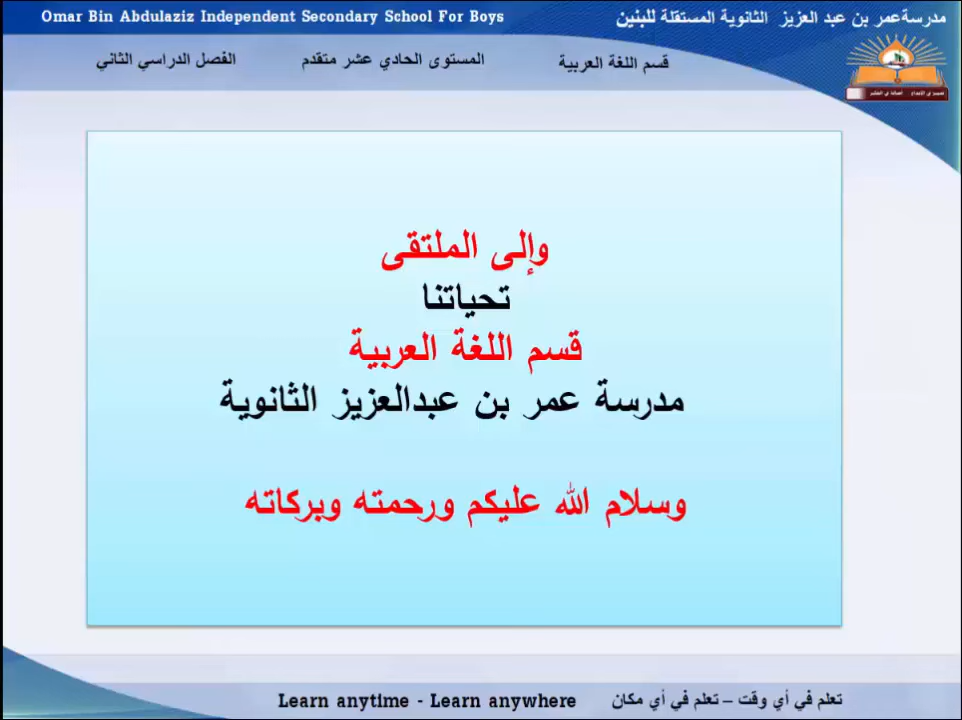 Omar Bin Abdulaziz Independent Secondary School For Boys
مدرسةعمر بن عبد العزيز الثانوية المستقلة للبنين
قسم اللغة العربية
المستوى الحادي عشر متقدم
الفصل الدراسي الثاني
وإلى الملتقى
تحياتنا
قسم اللغة العربية
مدرسة عمر بن عبدالعزيز الثانوية
وسلام الله عليكم ورحمته وبركاته
تعلم في أي وقت – تعلم في أي مكان
Learn anytime - Learn anywhere